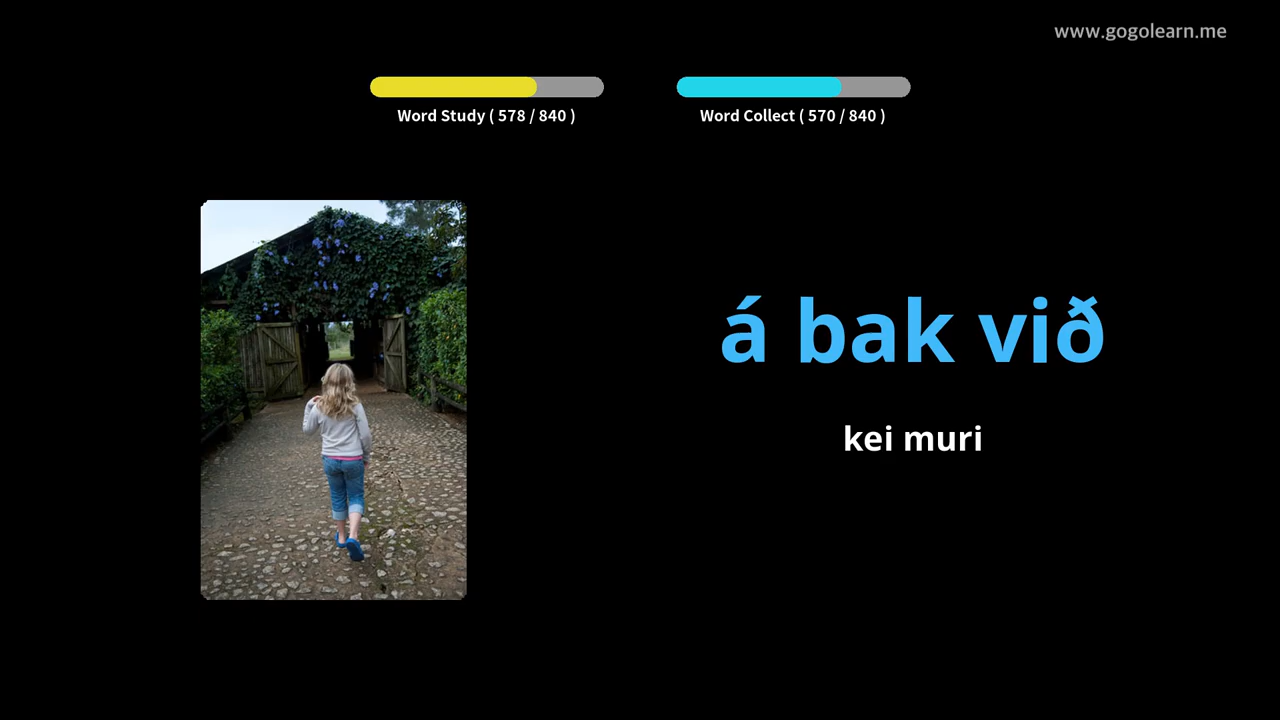 www.gogolearn.me
Word Study ( 578 / 840 )
Word Collect ( 570 / 840 )
á bak við
kei muri